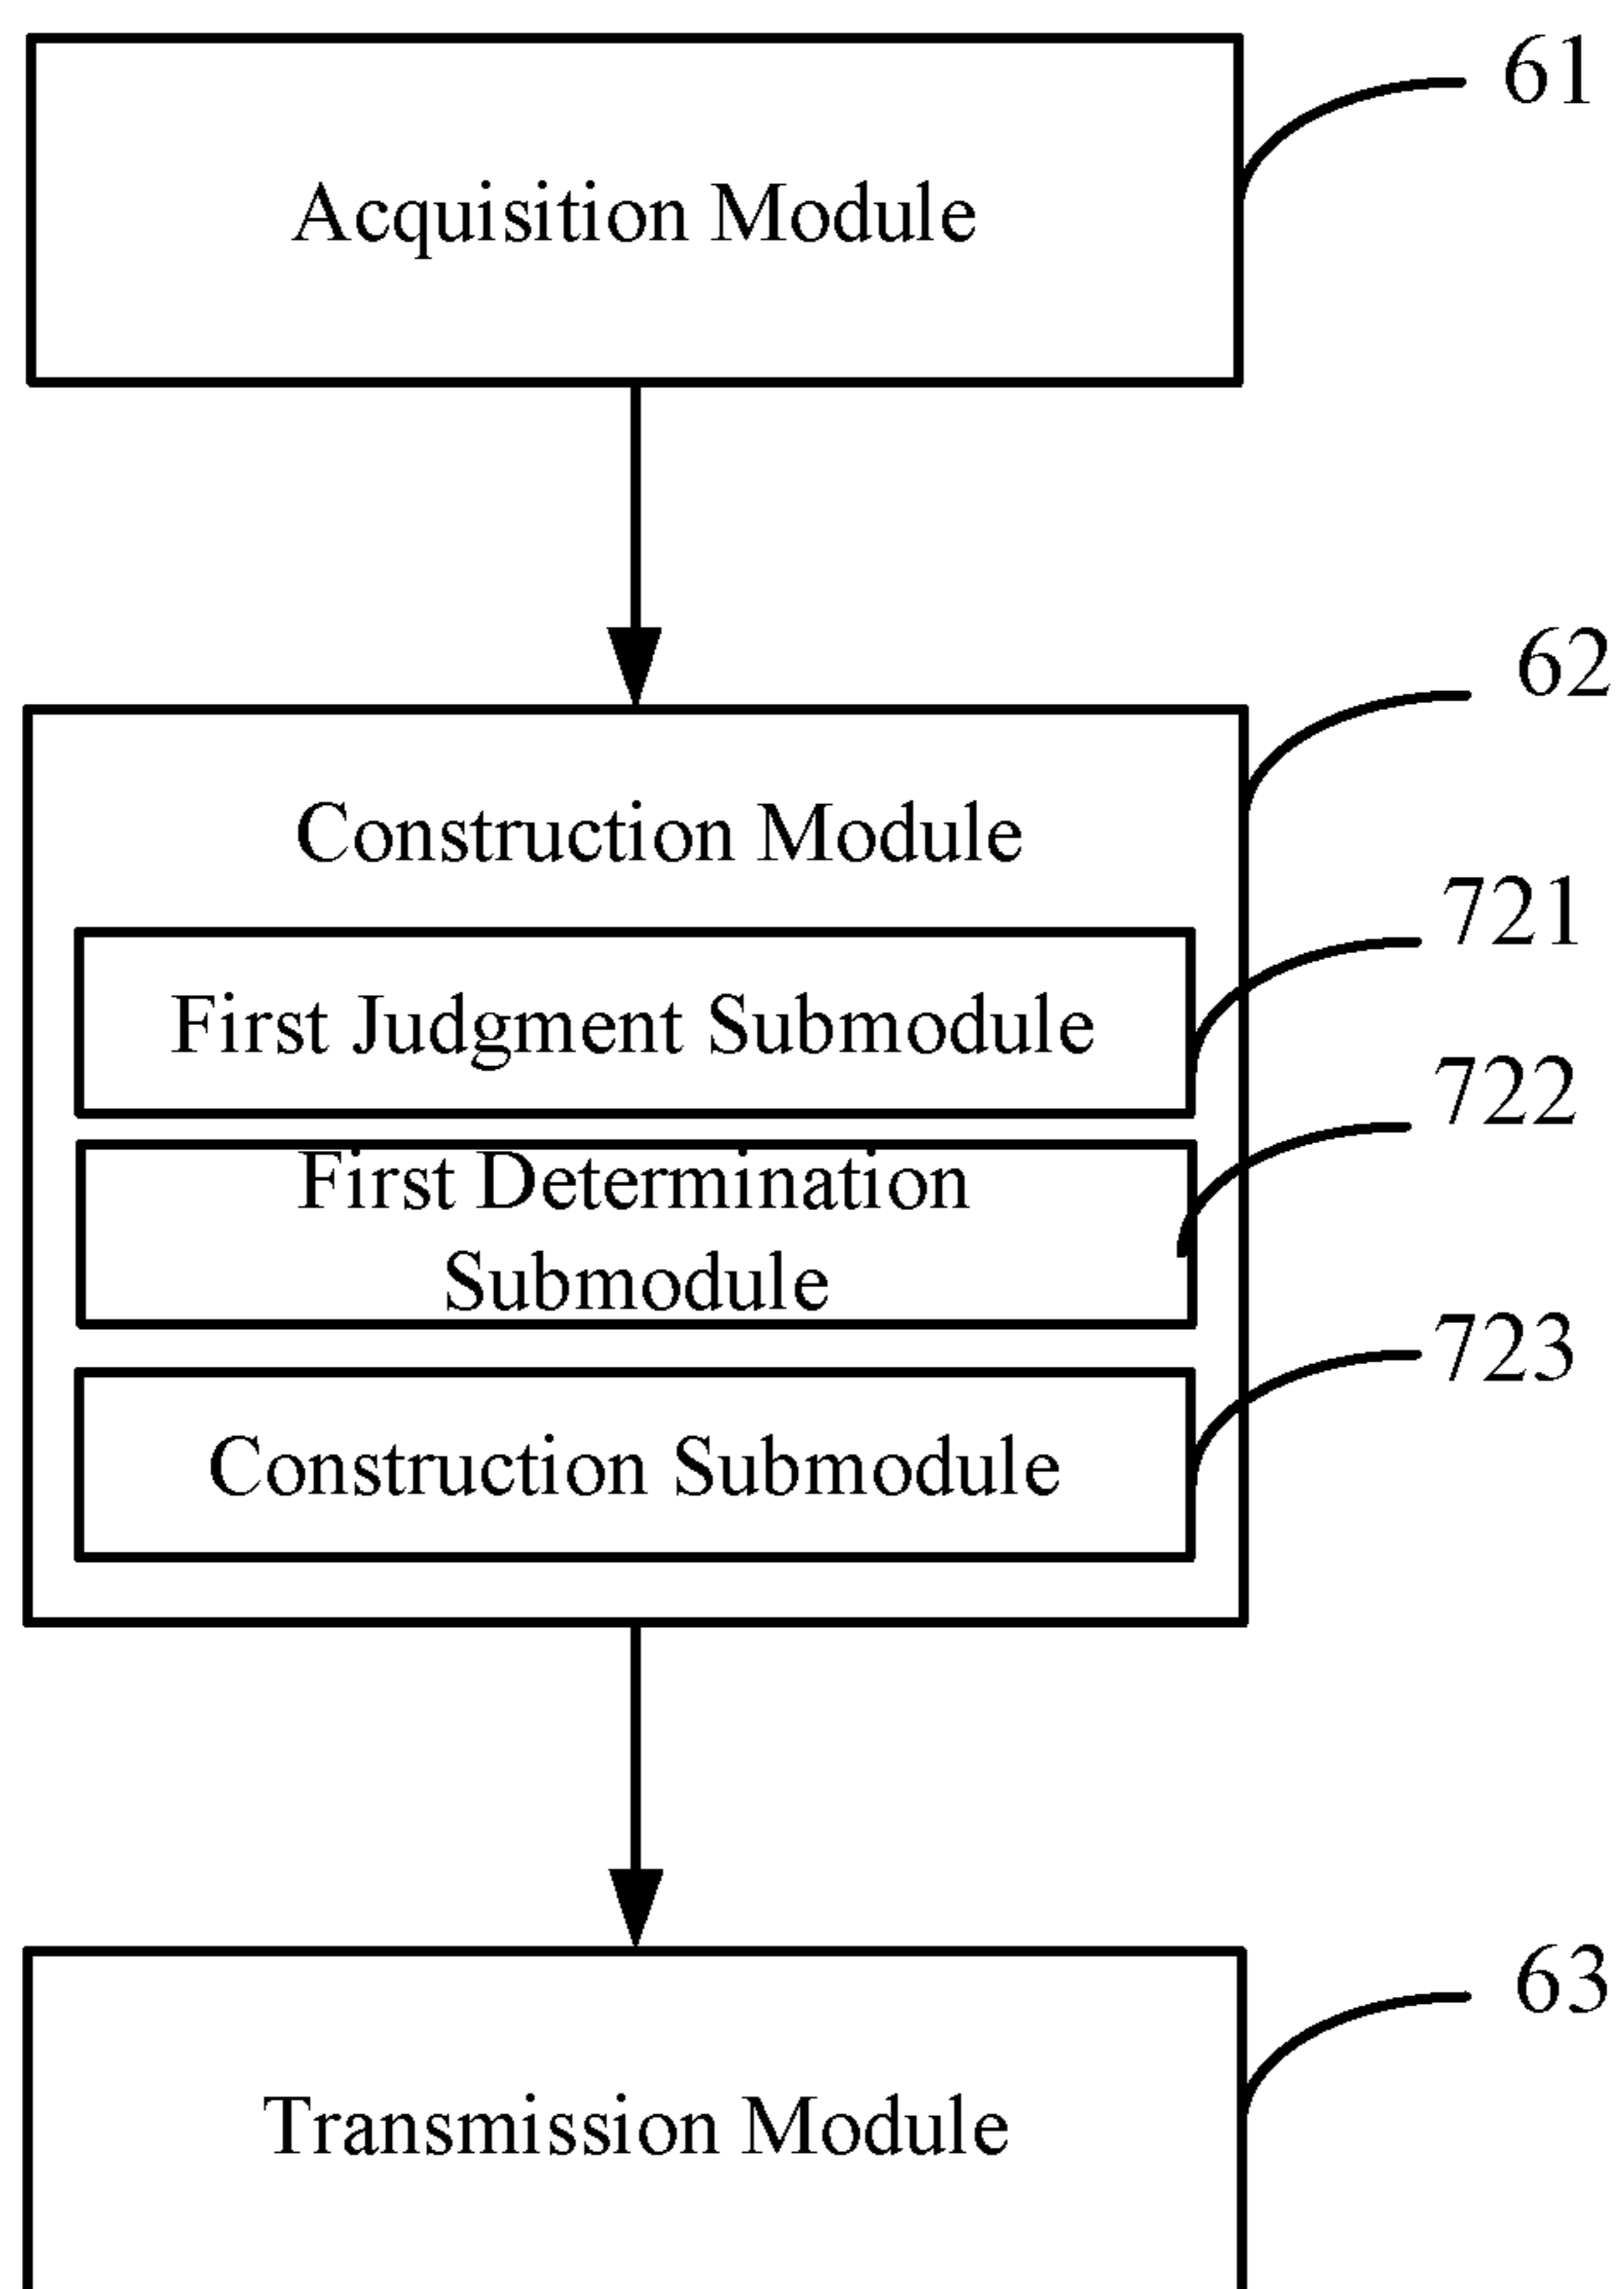 61
Acquisition Module
62
Construction Module
721
First Judgment Submodule
722
First Determination
Submodule
723
Construction Submodule
63
Transmission Module